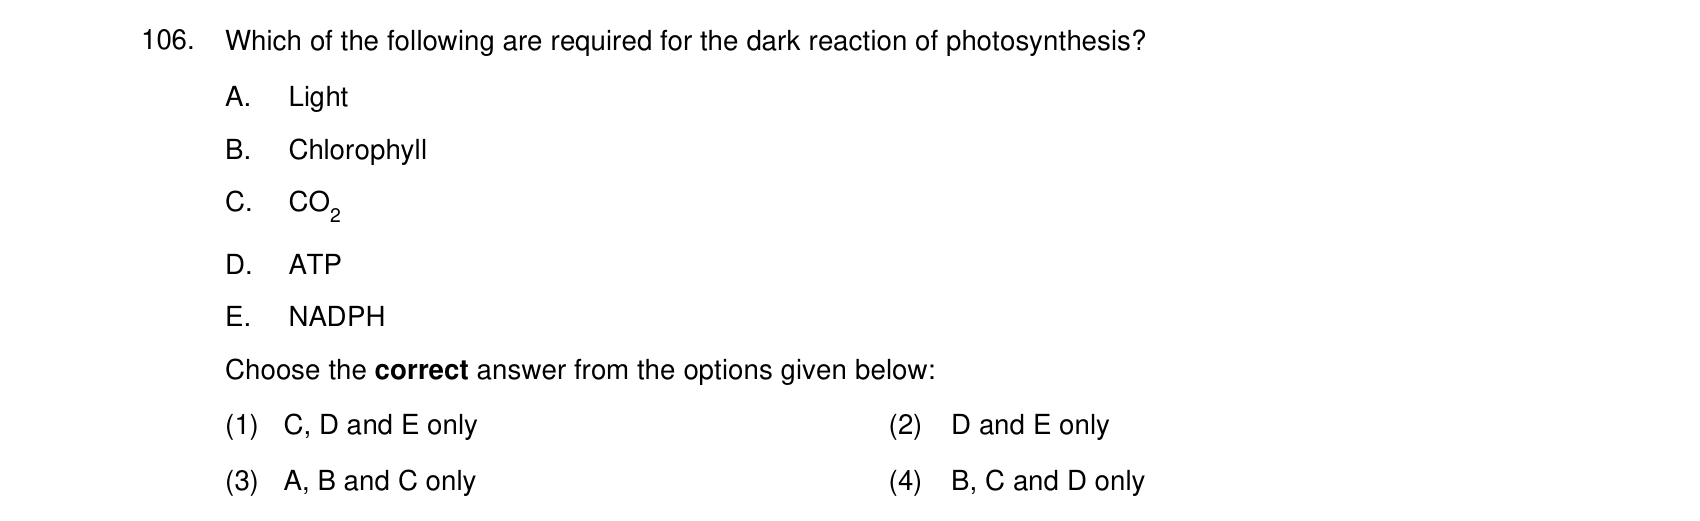 106. Which of the following are required for the dark reaction of photosynthesis?
A. Light
B. Chlorophyll
C. CO₂
D. ATP
E. NADPH
Choose the correct answer from the options given below:
(1) C, D and E only (2) D and E only
(3) A, B and C only (4) B, C and D only